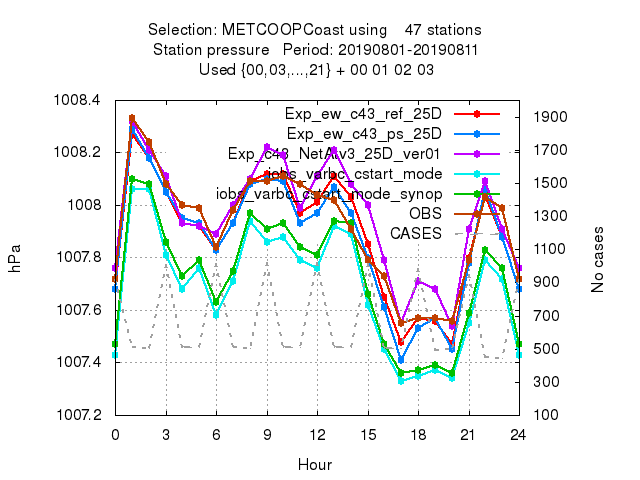 Selection: METCOOPCoast using 47 stations
Station pressure Period: 20190801-20190811
Used {00,03,...,21} + 00 01 02 03
1008.4
1008.2
1008
1007.8
1007.6
1007.4
1007.2
hPa
Exp_ew_c43_ref_25D
Exp_ew_c43_ps_25D
Exp_c43_NetA.v3_25D_ver01
iobs_varbc_cstart_mode
iobs_varbc_cstart_mode_synop
OBS
CASES
1900
1700
1500
1300
1100
900
700
500
300
100
No cases
0 3 6 9 12 15 18 21 24
Hour